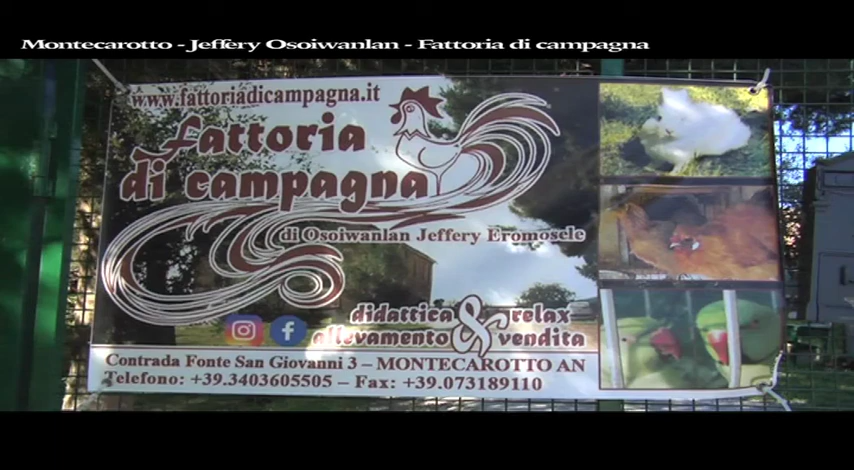 Montecarotto - Jeffery Osoiwanlan - Fattoria di campagna
www.fattoriadicampagna.it
Fattoria
di campagna
di Osoiwanlan Jeffery Eromosele
didattica & relax
allevamento vendita
Contrada Fonte San Giovanni 3 – MONTECAROTTO AN
Telefono: +39.3403605505 – Fax: +39.073189110